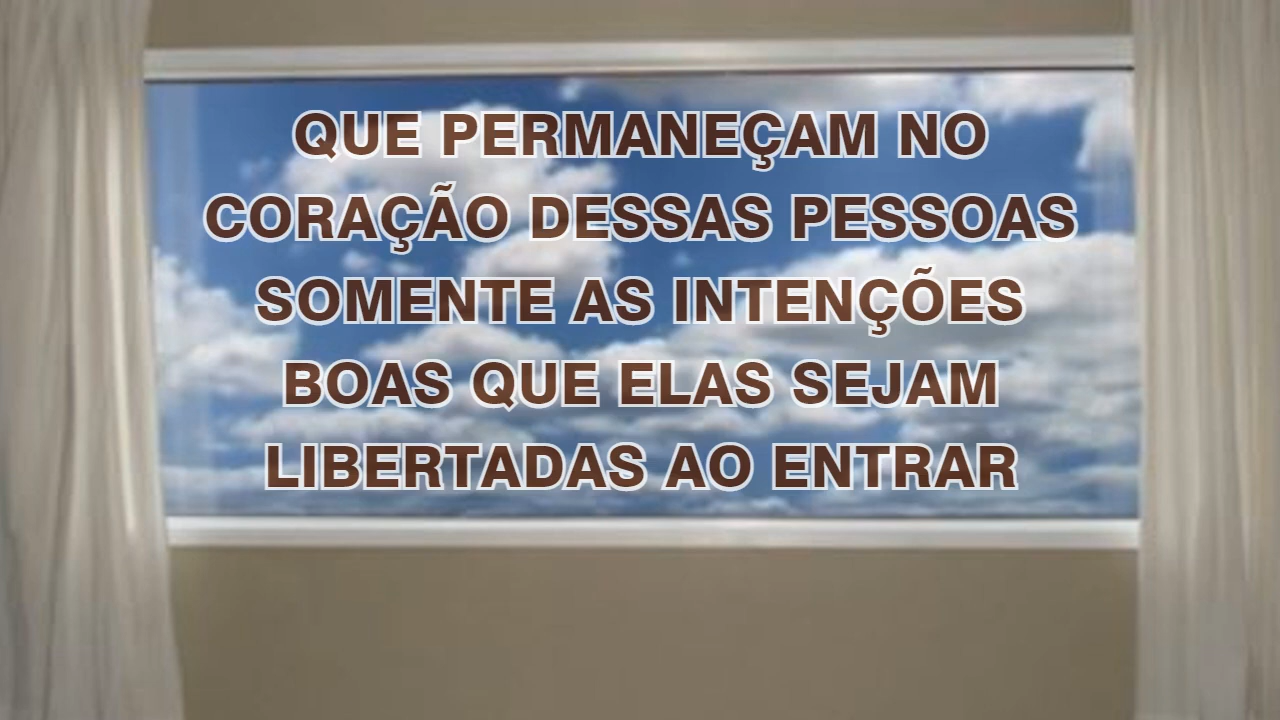 QUE PERMANEÇAM NO
CORAÇÃO DESSAS PESSOAS
SOMENTE AS INTENÇÕES
BOAS QUE ELAS SEJAM
LIBERTADAS AO ENTRAR